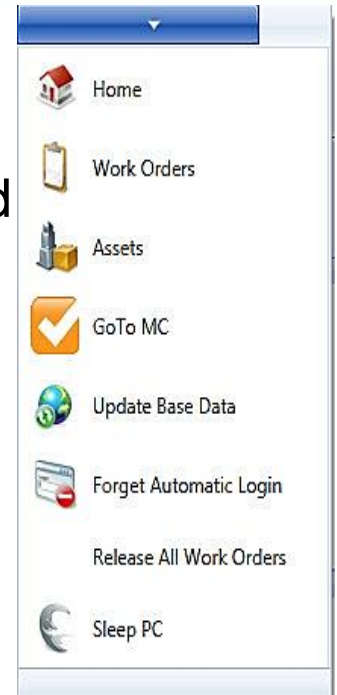 Home
Work Orders
d
Assets
GoTo MC
Update Base Data
Forget Automatic Login
Release All Work Orders
Sleep PC